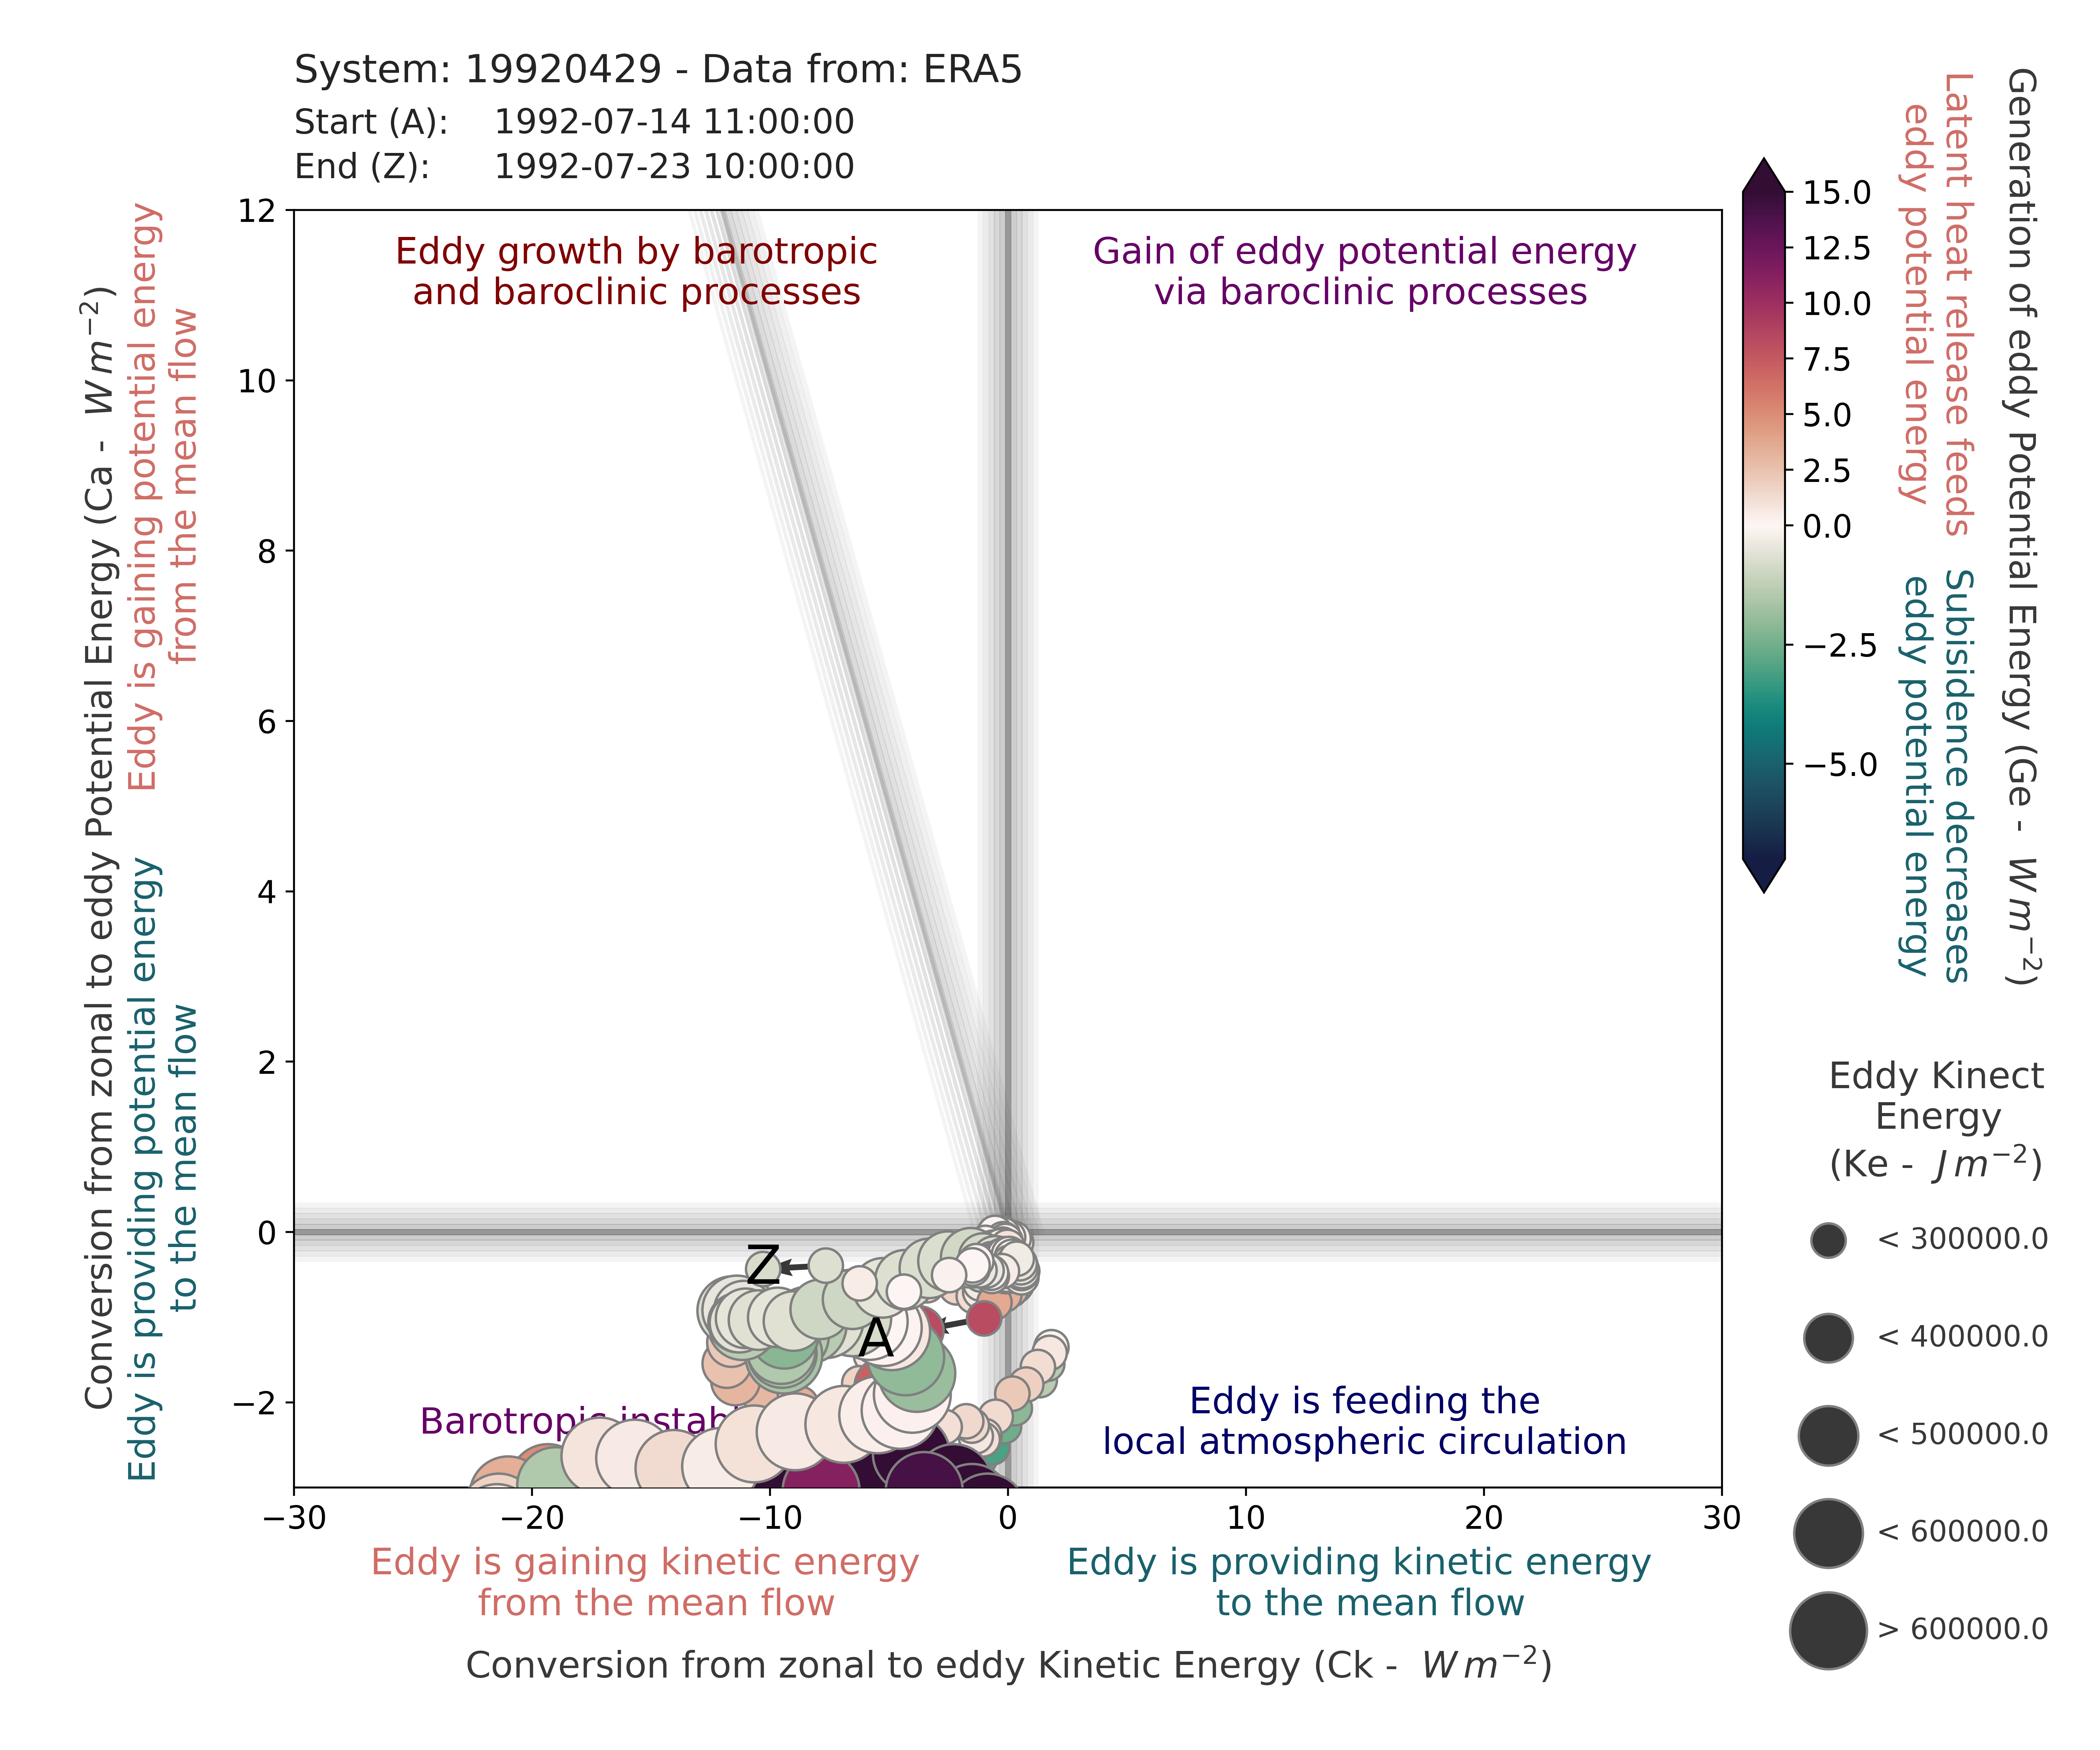 System: 19920429 - Data from: ERA5
Start (A): 1992-07-14 11:00:00
End (Z): 1992-07-23 10:00:00
Conversion from zonal to eddy Potential Energy (Ca - W m−2)
Eddy is gaining potential energy
from the mean flow
Eddy is providing potential energy
to the mean flow
12
10
8
6
4
2
0
−2
Eddy growth by barotropic
and baroclinic processes
Gain of eddy potential energy
via baroclinic processes
Z
A
Barotropic
Eddy is feeding the
local atmospheric circulation
−30
−20
−10
0
10
20
30
Eddy is gaining kinetic energy
from the mean flow
Eddy is providing kinetic energy
to the mean flow
Conversion from zonal to eddy Kinetic Energy (Ck - W m−2)
15.0
12.5
10.0
7.5
5.0
2.5
0.0
−2.5
−5.0
Latent heat release feeds
eddy potential energy
Subisidence decreases
eddy potential energy
Generation of eddy Potential Energy (Ge - W m−2)
Eddy Kinect
Energy
(Ke - J m−2)
< 300000.0
< 400000.0
< 500000.0
< 600000.0
> 600000.0